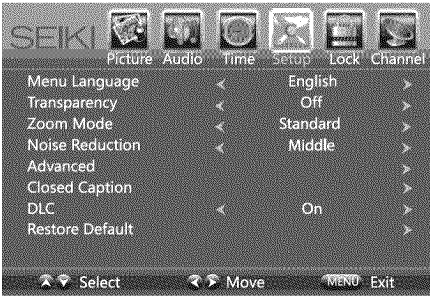 SEIKI
Picture Audio Time Setup Lock Channel
Menu Language English
Transparency Off
Zoom Mode Standard
Noise Reduction Middle
Advanced
Closed Caption
DLC On
Restore Default
Select Move MENU Exit